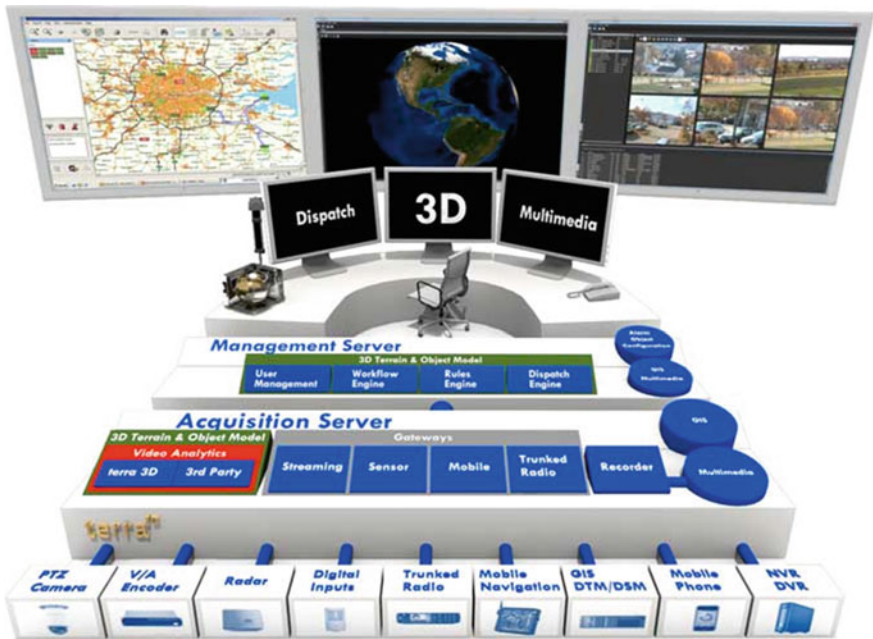 Dispatch
3D
Multimedia
Management Server
Alarm
Object
Configuration
3D Terrain & Object Model
User
Management
Workflow
Engine
Rules
Engine
Dispatch
Engine
GIS
Multimedia
Acquisition Server
GIS
3D Terrain & Object Model
Gateways
Video Analytics
terra 3D
3rd Party
Streaming
Sensor
Mobile
Trunked
Radio
Recorder
Multimedia
terra
PTZ
Camera
V/A
Encoder
Radar
Digital
Inputs
Trunked
Radio
Mobile
Navigation
GIS
DTM/DSM
Mobile
Phone
NVR
DVR